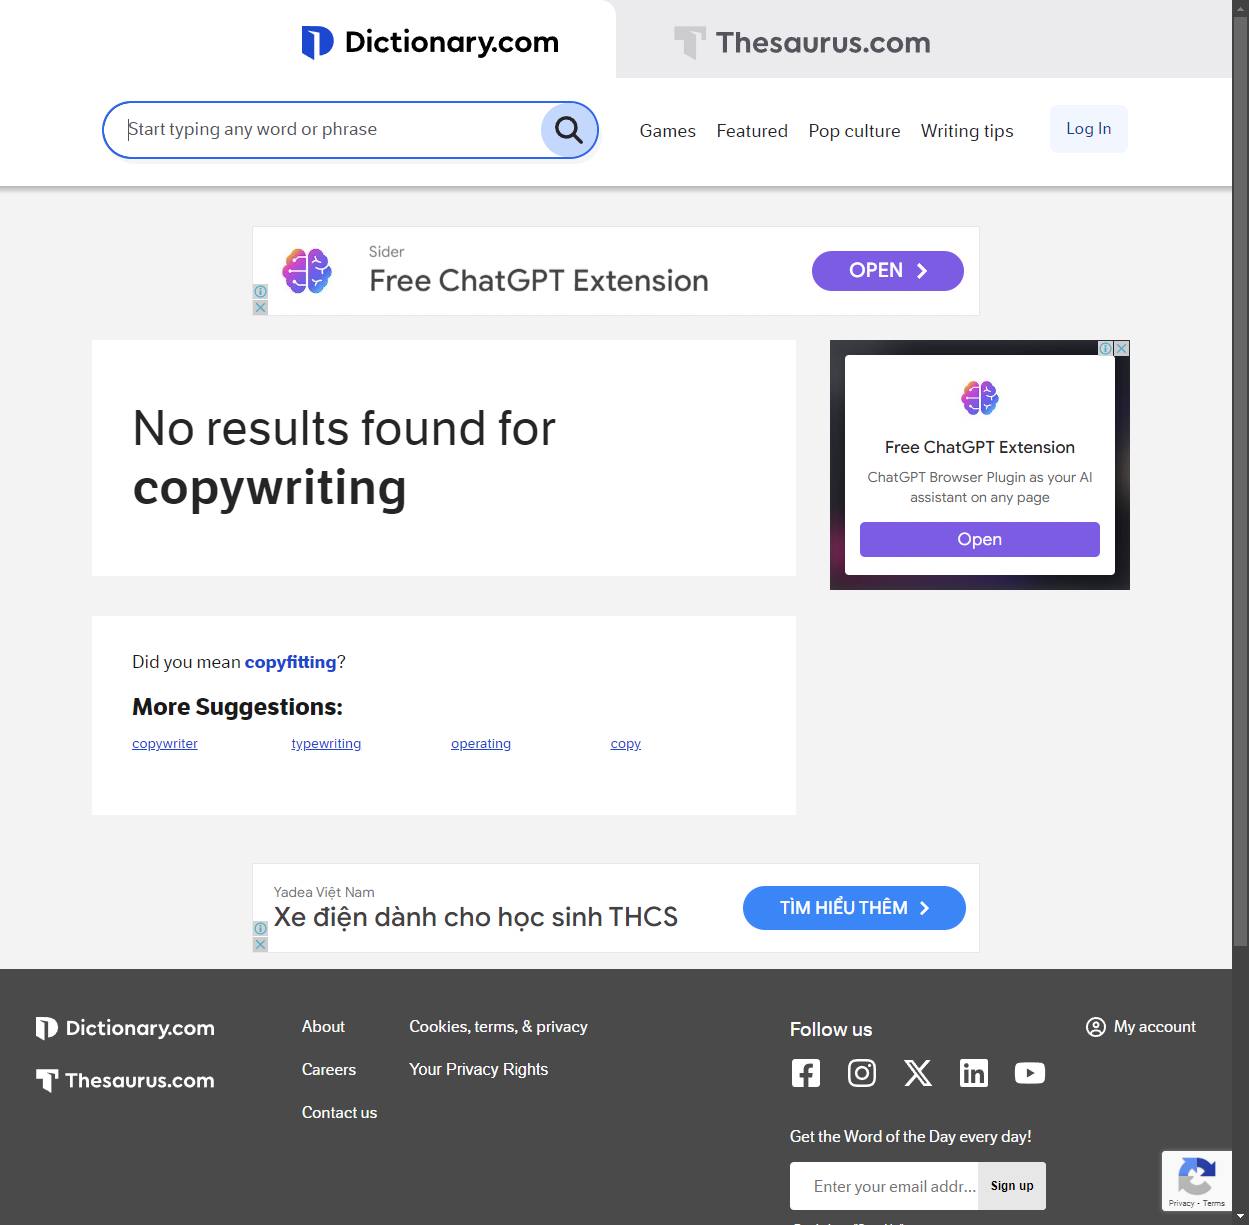 Dictionary.com
Thesaurus.com
Start typing any word or phrase
Games
Featured
Pop culture
Writing tips
Log In
Sider
Free ChatGPT Extension
OPEN
No results found for
copywriting
Free ChatGPT Extension
ChatGPT Browser Plugin as your AI
assistant on any page
Open
Did you mean copyfitting?
More Suggestions:
copywriter
typewriting
operating
copy
Yadea Việt Nam
Xe điện dành cho học sinh THCS
TÌM HIỂU THÊM
Dictionary.com
Thesaurus.com
About
Careers
Contact us
Cookies, terms, & privacy
Your Privacy Rights
Follow us
My account
Get the Word of the Day every day!
Enter your email addr...
Sign up
Privacy - Terms